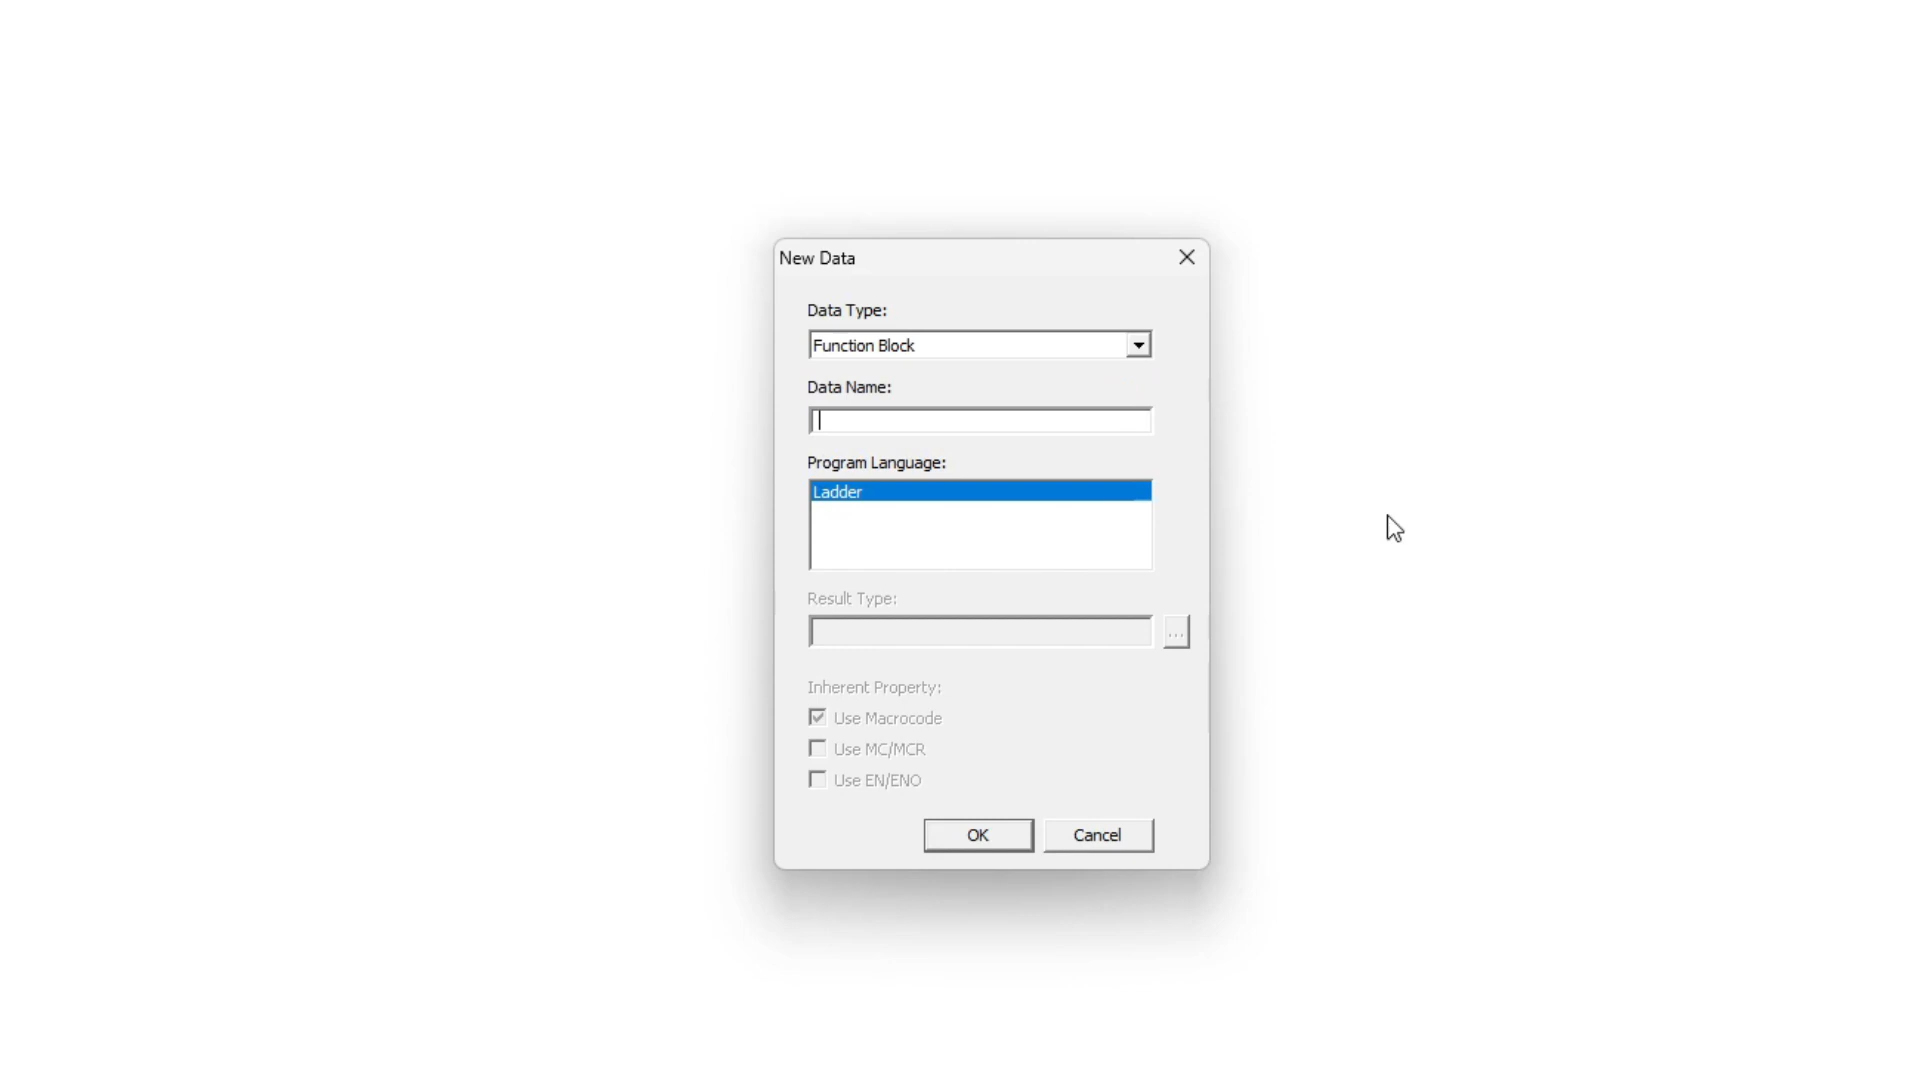 New Data
Data Type:
Function Block
Data Name:
Program Language:
Ladder
Result Type:
...
Inherent Property:
Use Macrocode
Use MC/MCR
Use EN/ENO
OK Cancel